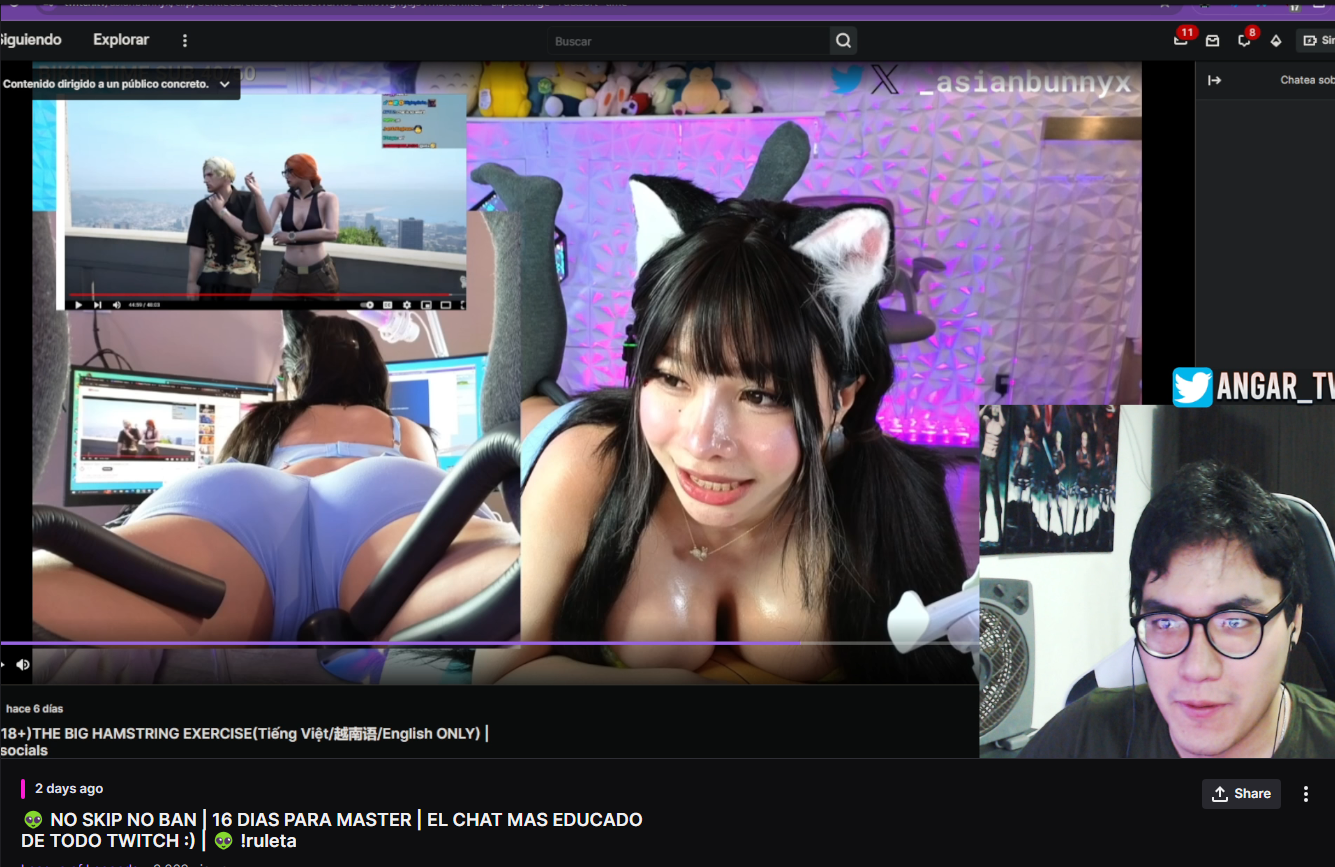 Siguiendo
Explorar
Buscar
11
8
Contenido dirigido a un público concreto.
_asianbunnyx
Chatea sob
ANGAR_TW
hace 6 días
18+)THE BIG HAMSTRING EXERCISE(Tiếng Việt/越南语/English ONLY) |
socials
2 days ago
Share
👽 NO SKIP NO BAN | 16 DIAS PARA MASTER | EL CHAT MAS EDUCADO
DE TODO TWITCH :) | 👽 !ruleta